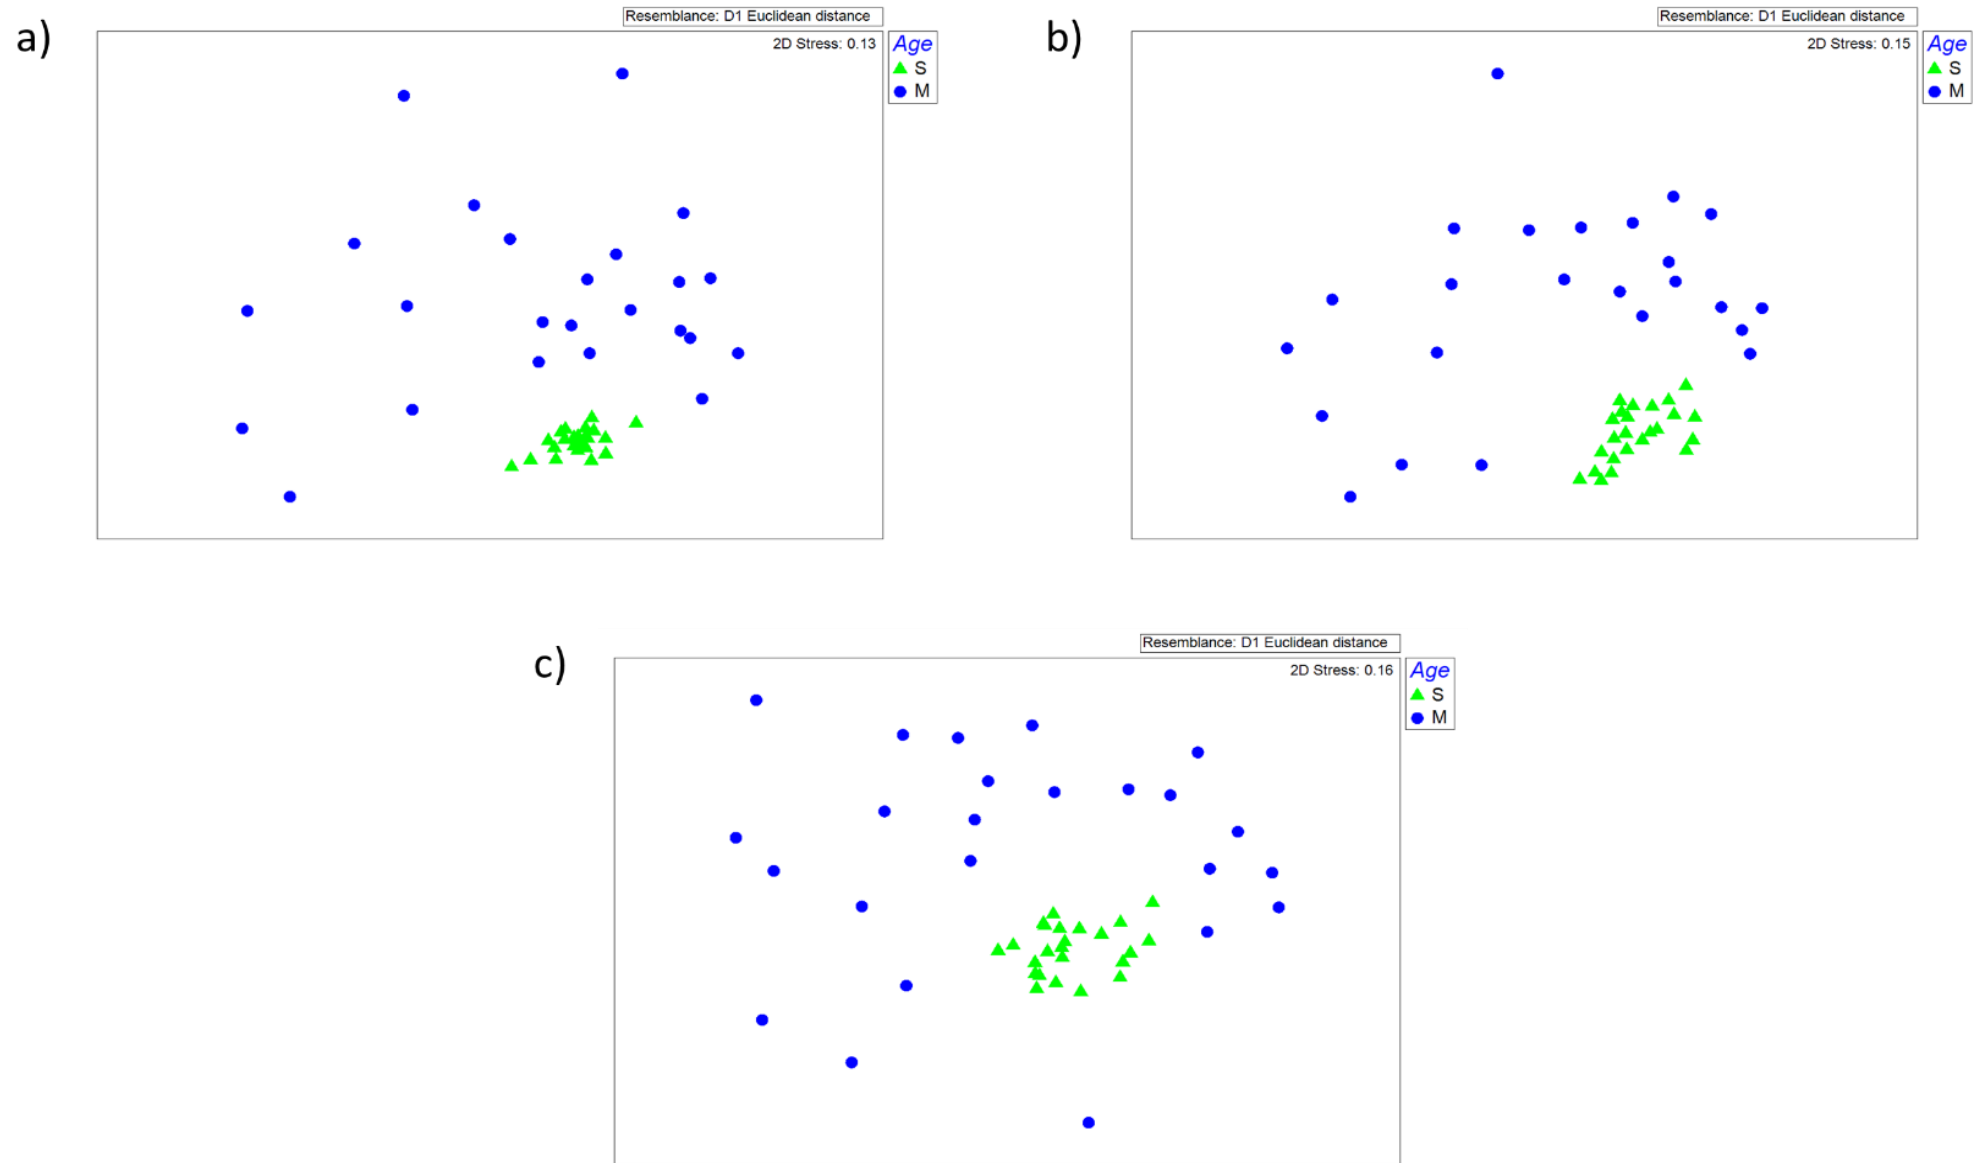 a)
Resemblance: D1 Euclidean distance
2D Stress: 0.13
Age
S
M
b)
Resemblance: D1 Euclidean distance
2D Stress: 0.15
Age
S
M
c)
Resemblance: D1 Euclidean distance
2D Stress: 0.16
Age
S
M